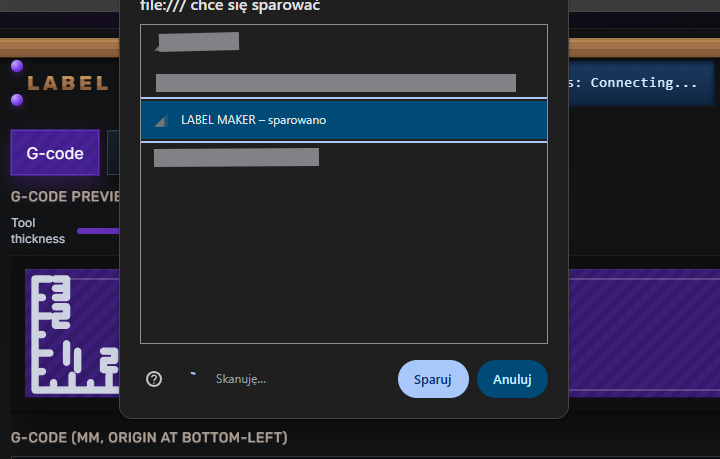 file:/// chce się sparować
LABEL
s: Connecting...
LABEL MAKER – sparowano
G-code
G-CODE PREVIE
Tool
thickness
Skanuję...
Sparuj
Anuluj
G-CODE (MM, ORIGIN AT BOTTOM-LEFT)